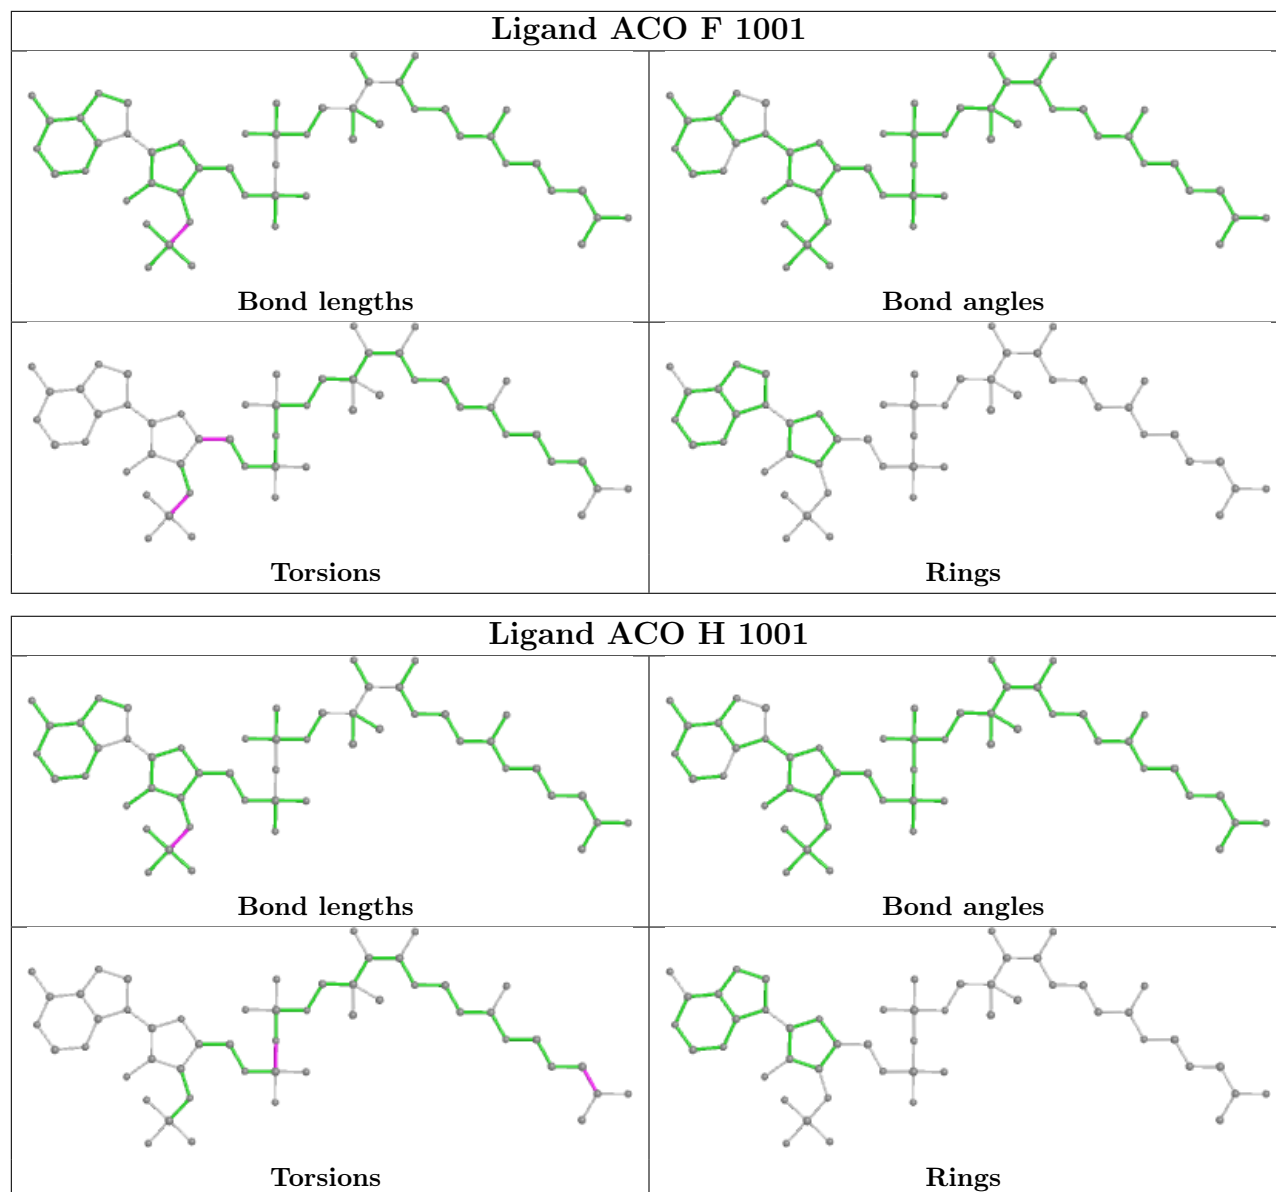 Ligand ACO F 1001
Bond lengths
Bond angles
Torsions
Rings
Ligand ACO H 1001
Bond lengths
Bond angles
Torsions
Rings